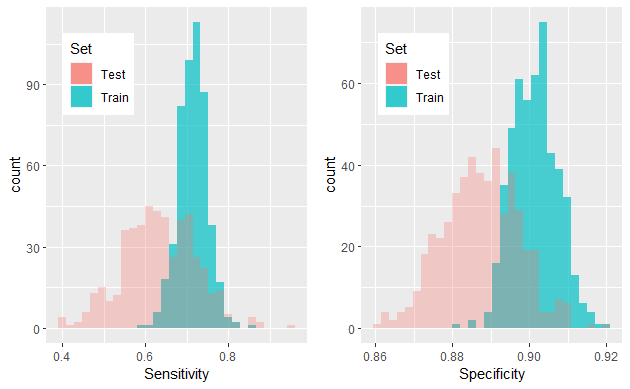 Set
Test
Train
90
60
30
0
count
0.4
0.6
0.8
Sensitivity
Set
Test
Train
60
40
20
0
count
0.86
0.88
0.90
0.92
Specificity